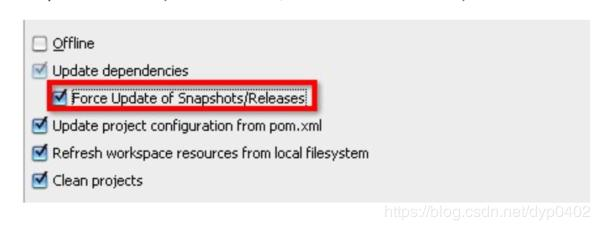 Offline
Update dependencies
Force Update of Snapshots/Releases
Update project configuration from pom.xml
Refresh workspace resources from local filesystem
Clean projects
https://blog.csdn.net/dyp0402